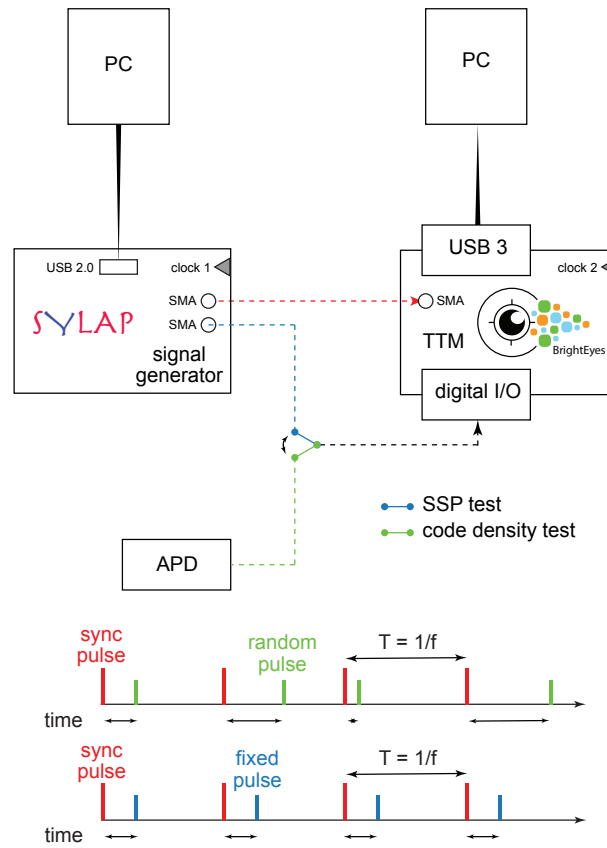 PC
PC
USB 2.0
clock 1
USB 3
clock 2
SMA
SMA
SMA
SYLAP
signal
generator
TTM
BrightEyes
digital I/O
SSP test
code density test
APD
sync
pulse
random
pulse
T = 1/f
time
sync
pulse
fixed
pulse
T = 1/f
time